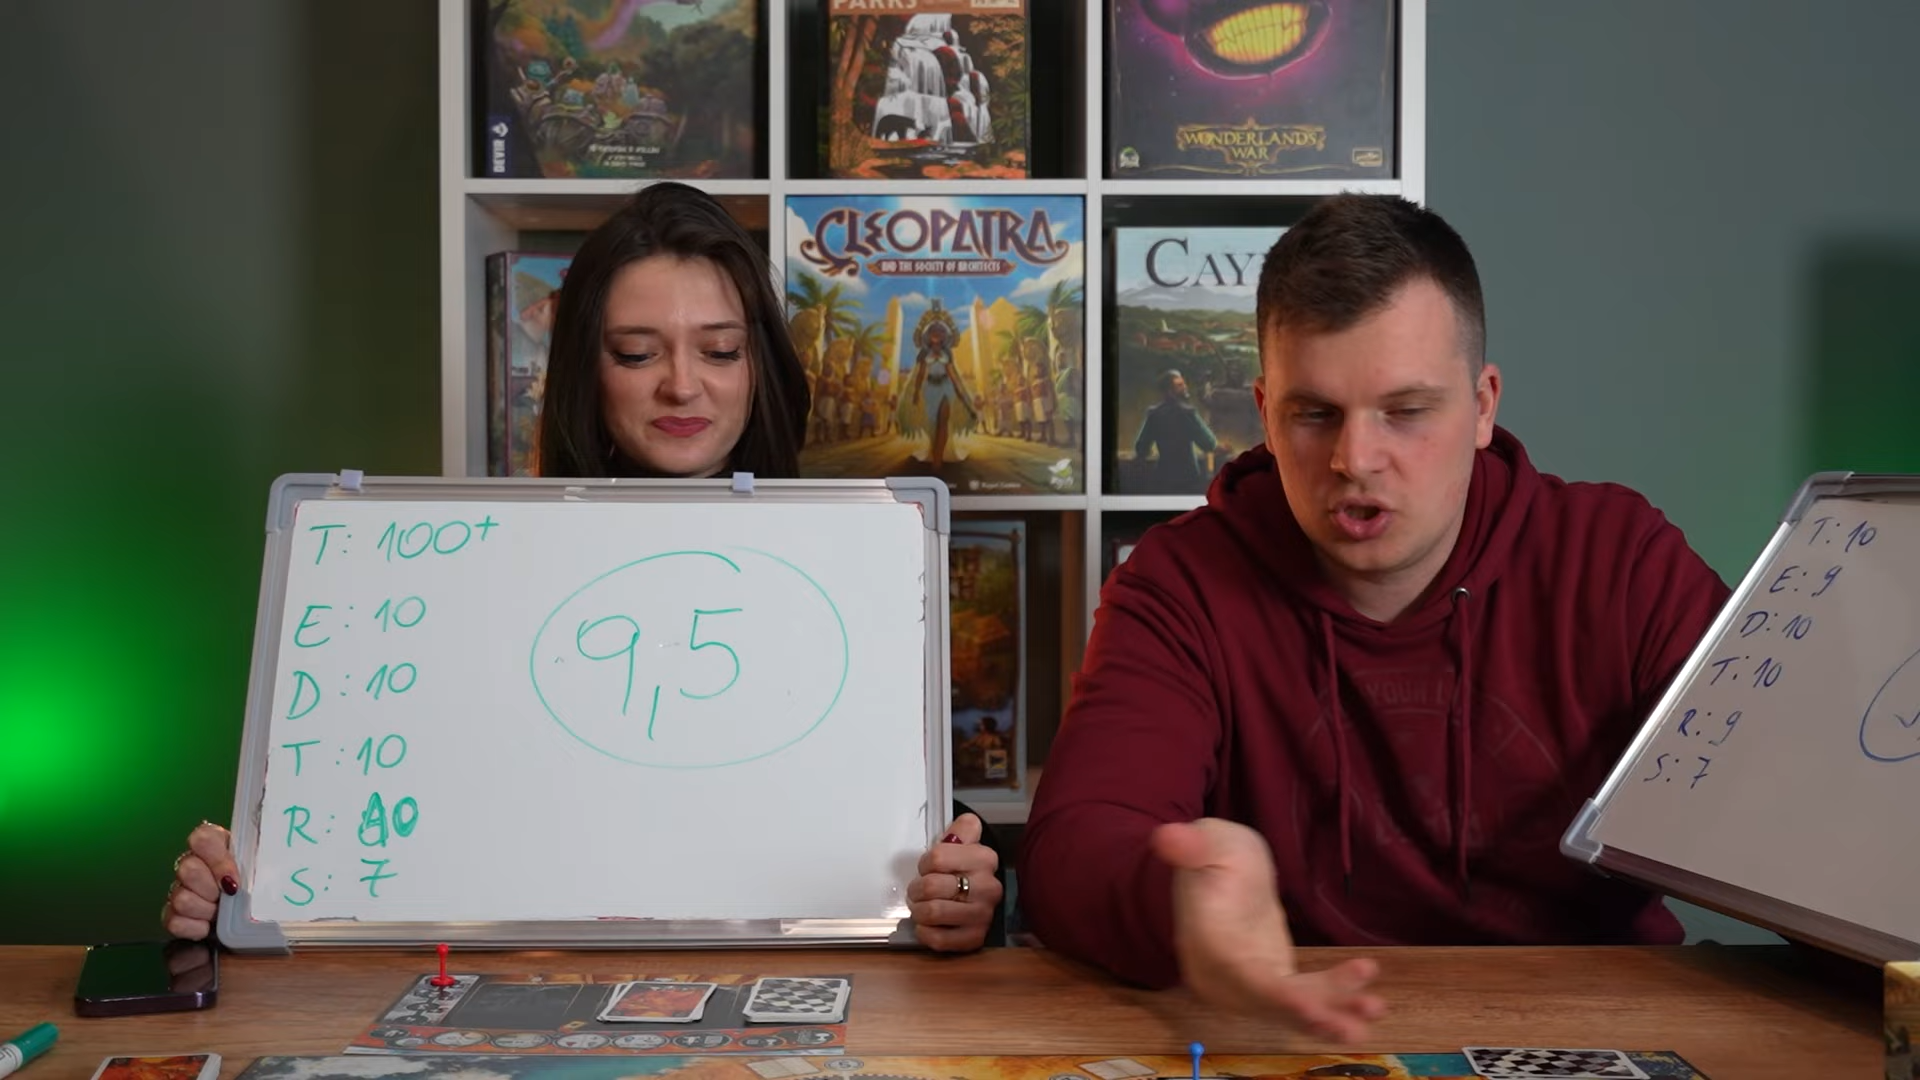 PARKS
DEVIR
WONDERLANDS
WAR
CLEOPATRA
AND THE SOCIETY OF ARCHITECTS
CAY
T: 100+
E: 10
D: 10
T: 10
R: 10
S: 7
9,5
T: 10
E: 9
D: 10
T: 10
R: 9
S: 7